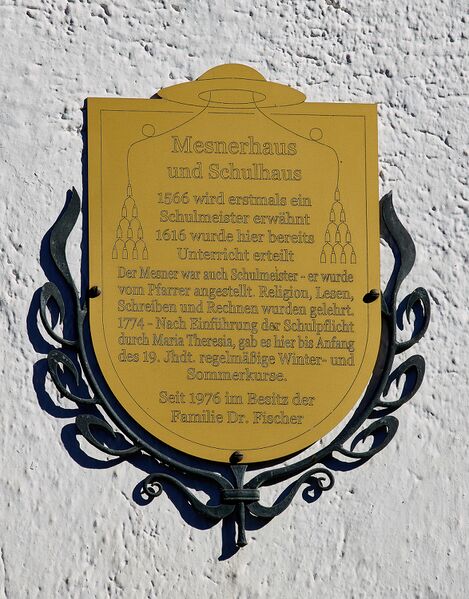 Mesnerhaus
und Schulhaus
1566 wird erstmals ein
Schulmeister erwähnt
1616 wurde hier bereits
Unterricht erteilt
Der Mesner war auch Schulmeister - er wurde
vom Pfarrer angestellt. Religion, Lesen,
Schreiben und Rechnen wurden gelehrt.
1774 - Nach Einführung der Schulpflicht
durch Maria Theresia, gab es hier bis Anfang
des 19. Jhdt. regelmäßige Winter- und
Sommerkurse.
Seit 1976 im Besitz der
Familie Dr. Fischer